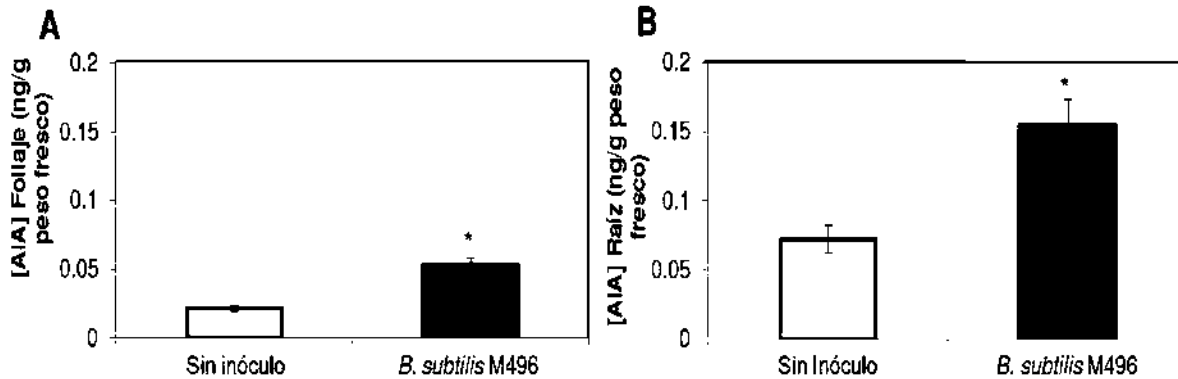 A
[AIA] Follaje (ng/g
peso fresco)
0.2
0.15
0.1
0.05
0
*
Sin inóculo
B. subtilis M496
B
[AIA] Raíz (ng/g peso
fresco)
0.2
0.15
0.1
0.05
0
*
Sin Inóculo
B. subtilis M496